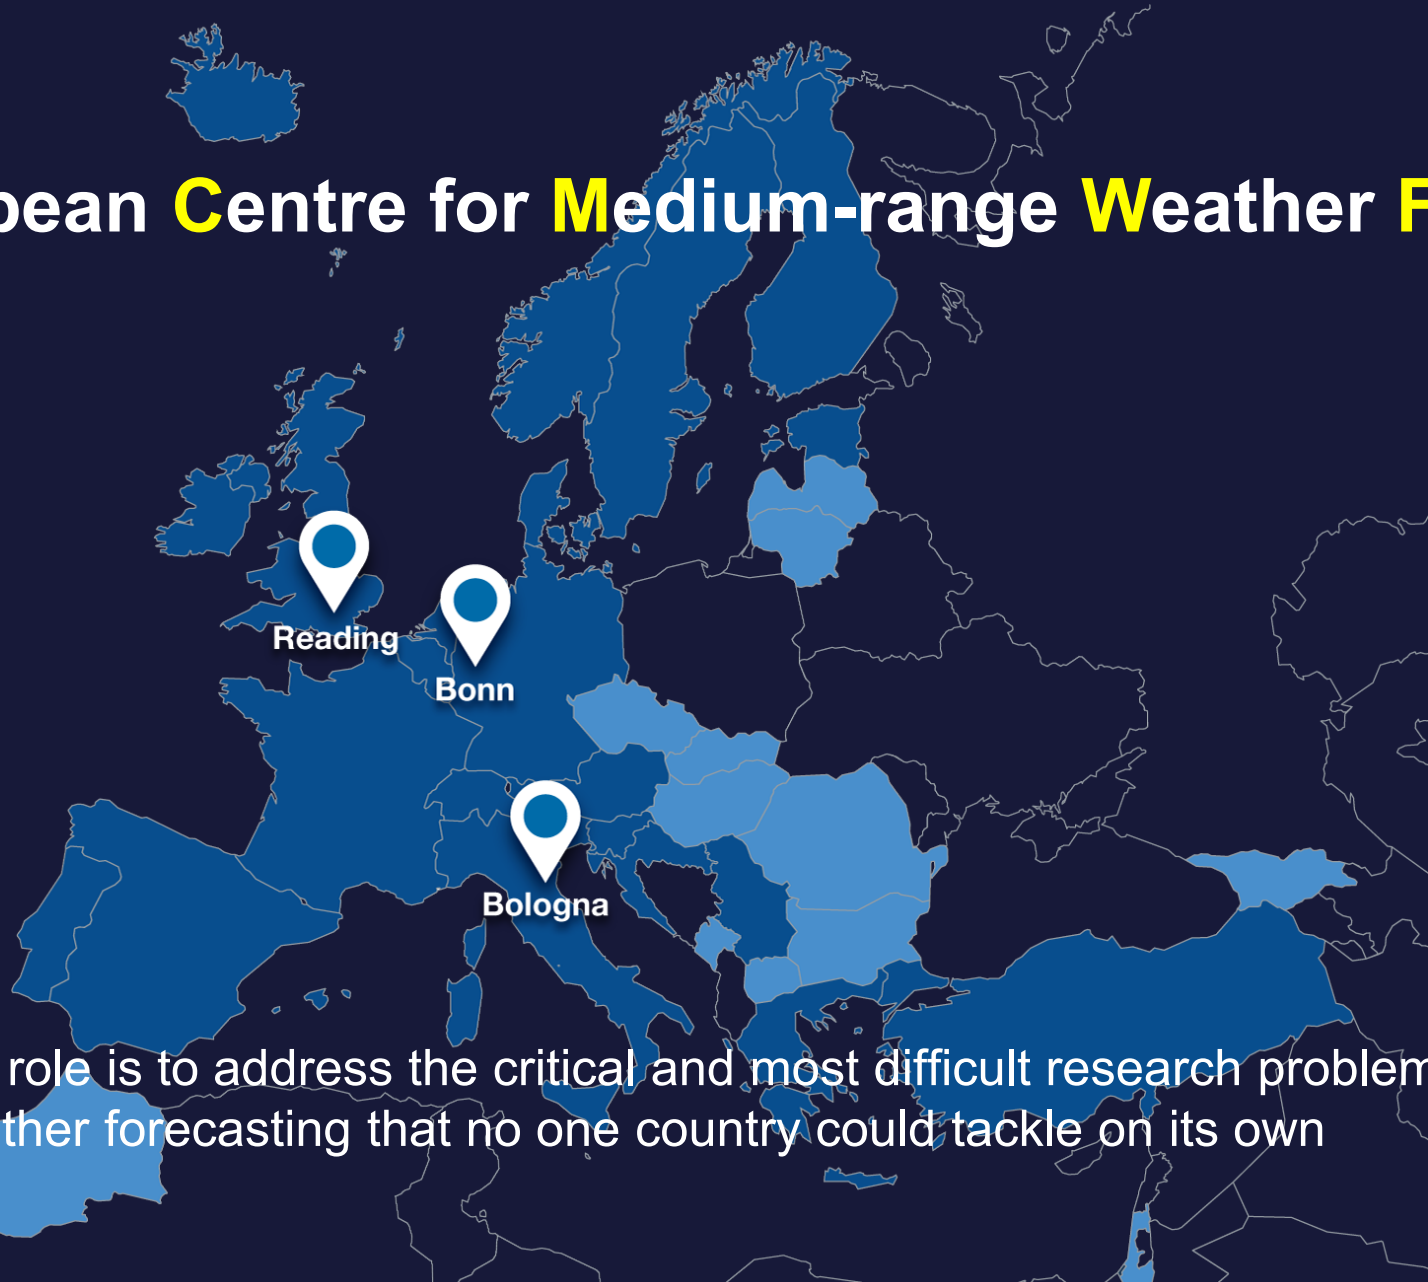 pean Centre for Medium-range Weather F
Reading
Bonn
Bologna
role is to address the critical and most difficult research problem
ther forecasting that no one country could tackle on its own